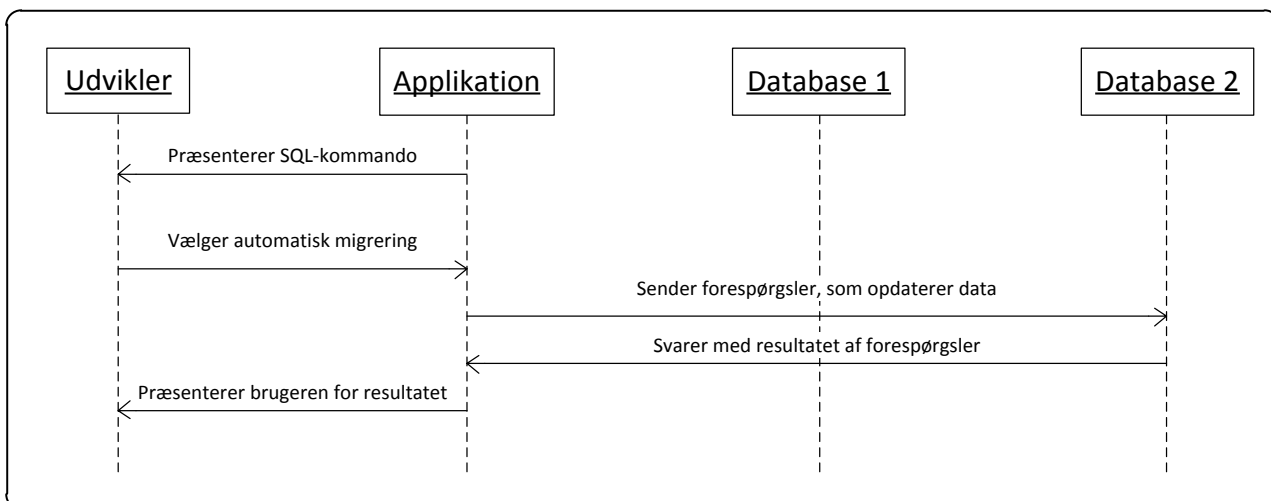 Udvikler
Applikation
Database 1
Database 2
Præsenterer SQL-kommando
Vælger automatisk migrering
Sender forespørgsler, som opdaterer data
Svarer med resultatet af forespørgsler
Præsenterer brugeren for resultatet